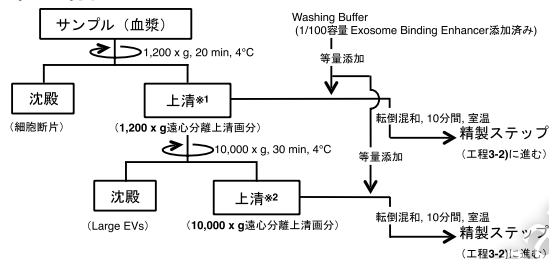 サンプル（血漿）
Washing Buffer
(1/100容量 Exosome Binding Enhancer添加済み)
1,200 x g, 20 min, 4°C
等量添加
沈殿
上清※1
（細胞断片）
（1,200 x g遠心分離上清画分）
転倒混和, 10分間, 室温
精製ステップ
（工程3-2)に進む）
10,000 x g, 30 min, 4°C
等量添加
沈殿
上清※2
（Large EVs）
（10,000 x g遠心分離上清画分）
転倒混和, 10分間, 室温
精製ステップ
（工程3-2)に進む）